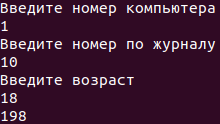 Введите номер компьютера
1
Введите номер по журналу
10
Введите возраст
18
198